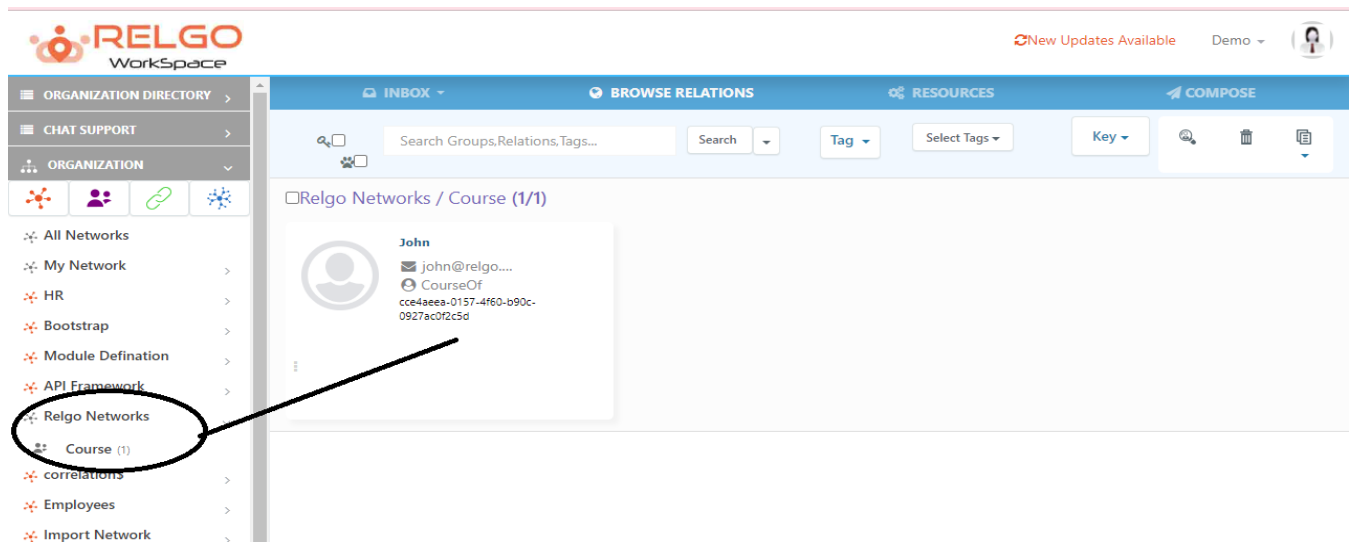 RELGO
WorkSpace
New Updates Available
Demo
ORGANIZATION DIRECTORY
CHAT SUPPORT
ORGANIZATION
INBOX
BROWSE RELATIONS
RESOURCES
COMPOSE
Search Groups,Relations,Tags...
Search
Tag
Select Tags
Key
All Networks
My Network
HR
Bootstrap
Module Defination
API Framework
Relgo Networks
Course (1)
correlation$
Employees
Import Network
Relgo Networks / Course (1/1)
John
john@relgo....
CourseOf
cce4aeea-0157-4f60-b90c-
0927ac0f2c5d